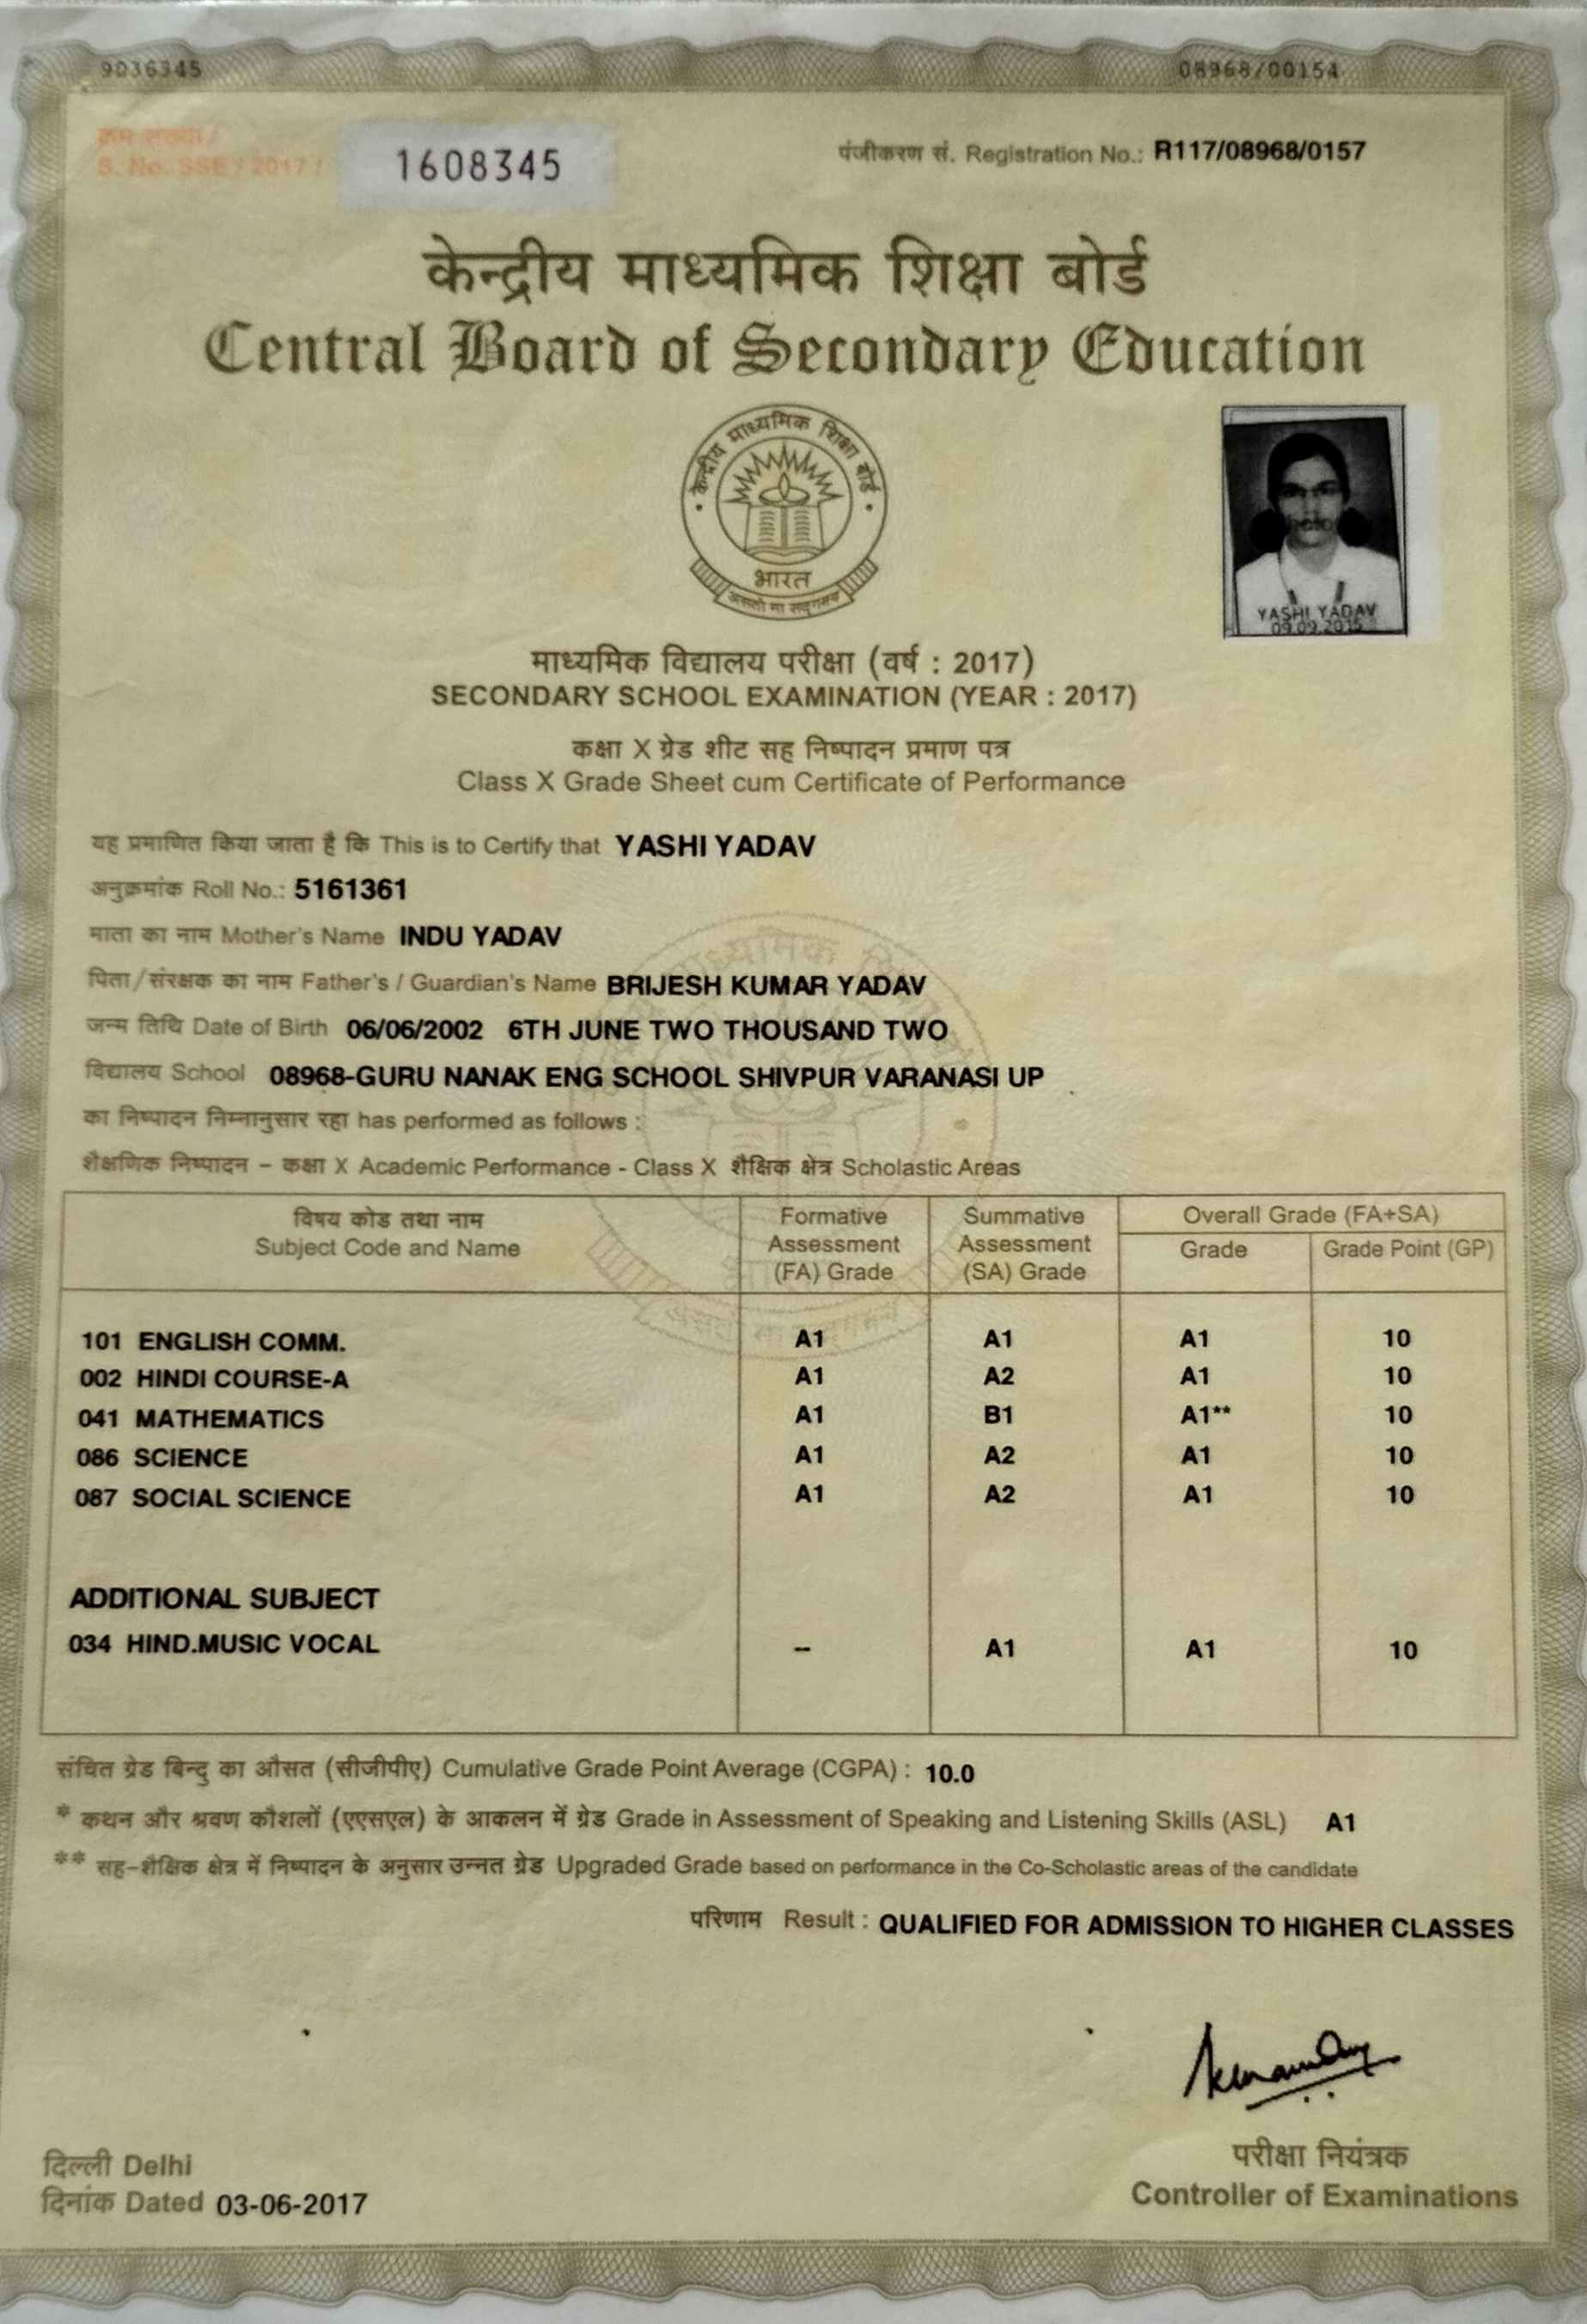 9036345
08968/00154
क्रम संख्या /
S. No. SSE / 2017 /
1608345
पंजीकरण सं. Registration No.: R117/08968/0157
केन्द्रीय माध्यमिक शिक्षा बोर्ड
Central Board of Secondary Education
केन्द्रीय माध्यमिक शिक्षा बोर्ड
भारत
असतो मा सद्गमय
YASHI YADAV
09.09.2015
माध्यमिक विद्यालय परीक्षा (वर्ष : 2017)
SECONDARY SCHOOL EXAMINATION (YEAR : 2017)
कक्षा X ग्रेड शीट सह निष्पादन प्रमाण पत्र
Class X Grade Sheet cum Certificate of Performance
यह प्रमाणित किया जाता है कि This is to Certify that YASHI YADAV
अनुक्रमांक Roll No.: 5161361
माता का नाम Mother's Name INDU YADAV
पिता/संरक्षक का नाम Father's / Guardian's Name BRIJESH KUMAR YADAV
जन्म तिथि Date of Birth 06/06/2002 6TH JUNE TWO THOUSAND TWO
विद्यालय School 08968-GURU NANAK ENG SCHOOL SHIVPUR VARANASI UP
का निष्पादन निम्नानुसार रहा has performed as follows :
शैक्षणिक निष्पादन – कक्षा X Academic Performance - Class X शैक्षिक क्षेत्र Scholastic Areas
विषय कोड तथा नाम
Subject Code and Name
Formative Assessment (FA) Grade
Summative Assessment (SA) Grade
Overall Grade (FA+SA)
Grade Grade Point (GP)
101 ENGLISH COMM. A1 A1 A1 10
002 HINDI COURSE-A A1 A2 A1 10
041 MATHEMATICS A1 B1 A1** 10
086 SCIENCE A1 A2 A1 10
087 SOCIAL SCIENCE A1 A2 A1 10
ADDITIONAL SUBJECT
034 HIND.MUSIC VOCAL -- A1 A1 10
संचित ग्रेड बिन्दु का औसत (सीजीपीए) Cumulative Grade Point Average (CGPA) : 10.0
* कथन और श्रवण कौशलों (एएसएल) के आकलन में ग्रेड Grade in Assessment of Speaking and Listening Skills (ASL) A1
** सह-शैक्षिक क्षेत्र में निष्पादन के अनुसार उन्नत ग्रेड Upgraded Grade based on performance in the Co-Scholastic areas of the candidate
परिणाम Result : QUALIFIED FOR ADMISSION TO HIGHER CLASSES
दिल्ली Delhi
दिनांक Dated 03-06-2017
परीक्षा नियंत्रक
Controller of Examinations